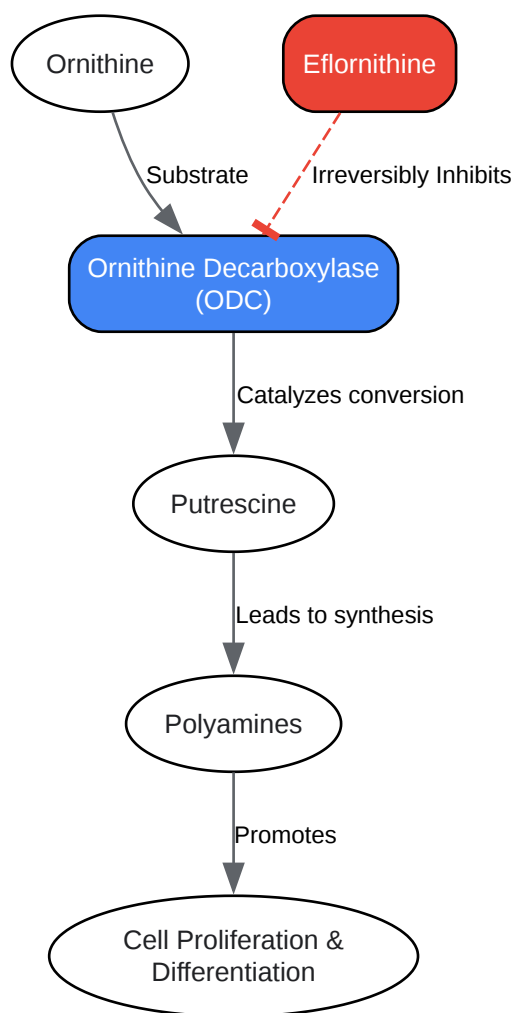 Ornithine
Eflornithine
Substrate
Irreversibly Inhibits
Ornithine Decarboxylase
(ODC)
Catalyzes conversion
Putrescine
Leads to synthesis
Polyamines
Promotes
Cell Proliferation &
Differentiation